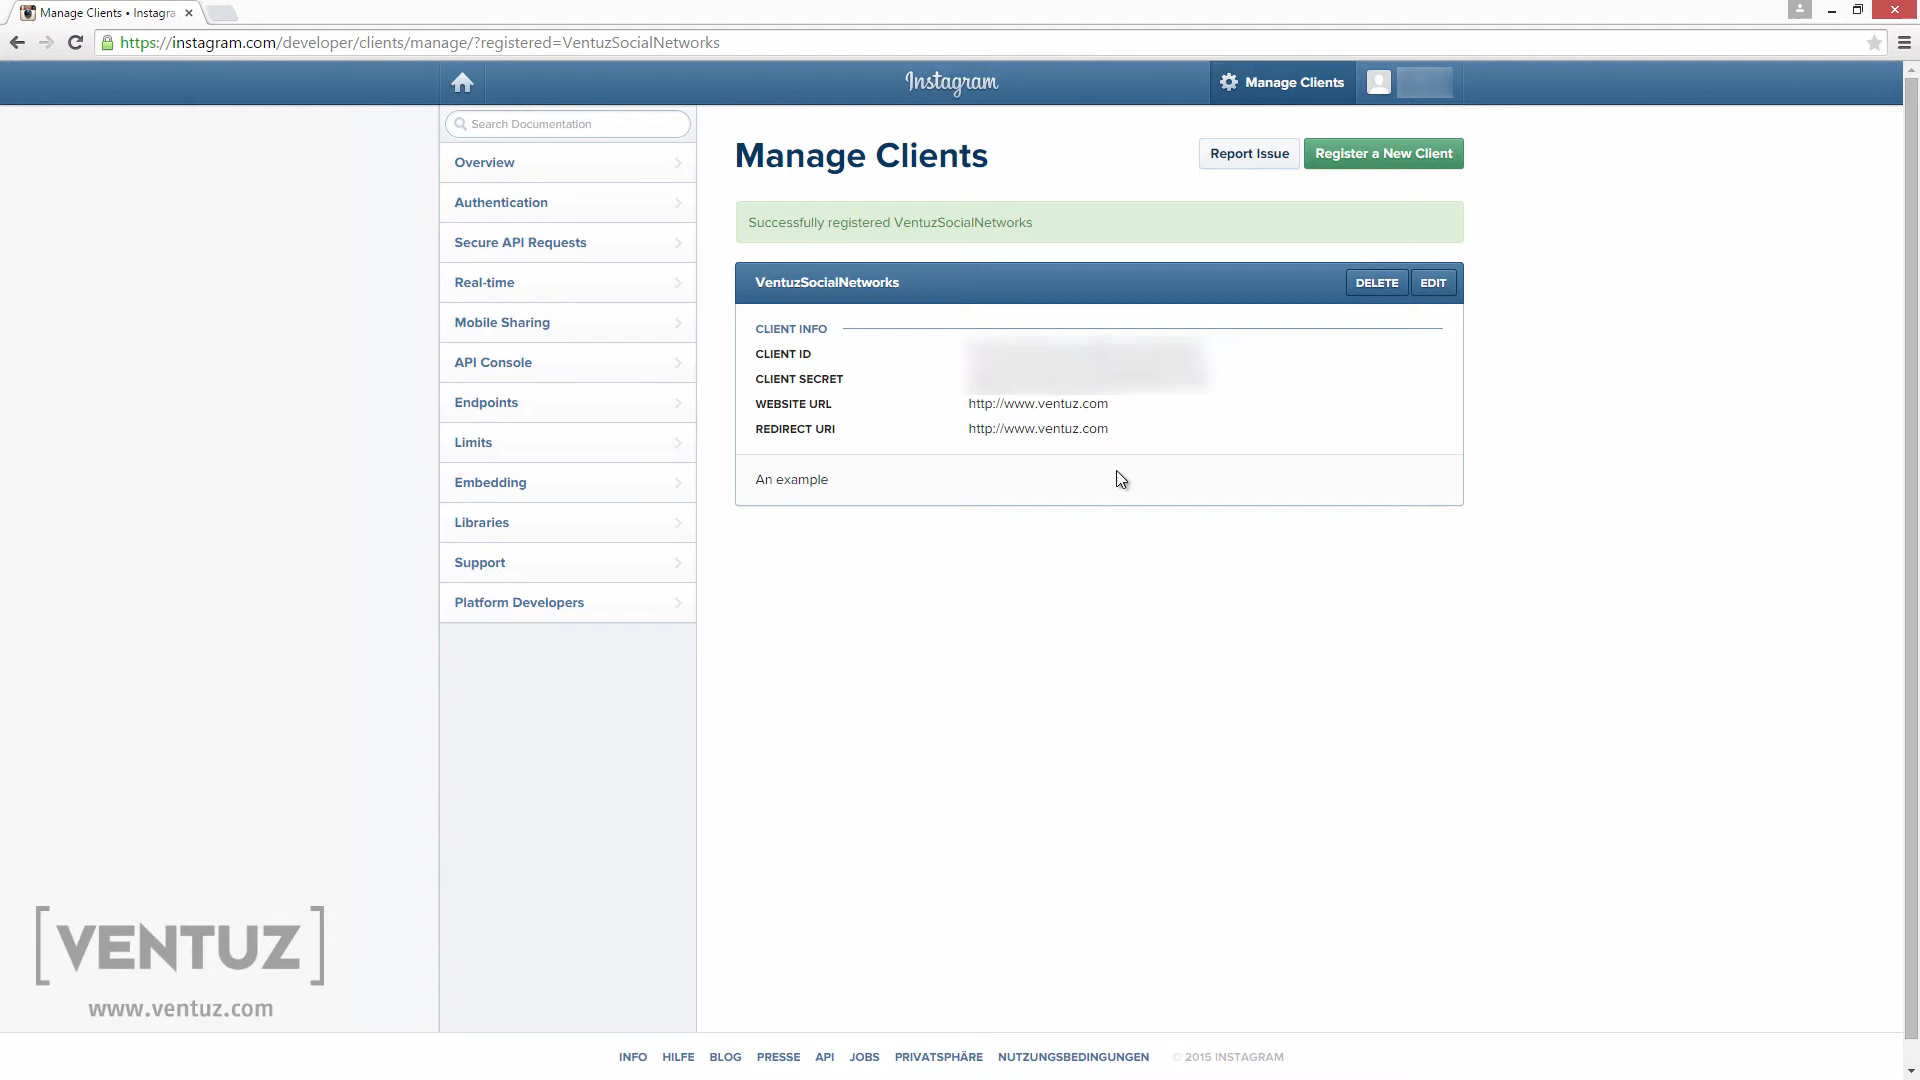 Manage Clients • Instagra
https://instagram.com/developer/clients/manage/?registered=VentuzSocialNetworks
Instagram
Manage Clients
Search Documentation
Overview
Authentication
Secure API Requests
Real-time
Mobile Sharing
API Console
Endpoints
Limits
Embedding
Libraries
Support
Platform Developers
Manage Clients
Report Issue
Register a New Client
Successfully registered VentuzSocialNetworks
VentuzSocialNetworks
DELETE
EDIT
CLIENT INFO
CLIENT ID
CLIENT SECRET
WEBSITE URL http://www.ventuz.com
REDIRECT URI http://www.ventuz.com
An example
[VENTUZ]
www.ventuz.com
INFO HILFE BLOG PRESSE API JOBS PRIVATSPHÄRE NUTZUNGSBEDINGUNGEN © 2015 INSTAGRAM